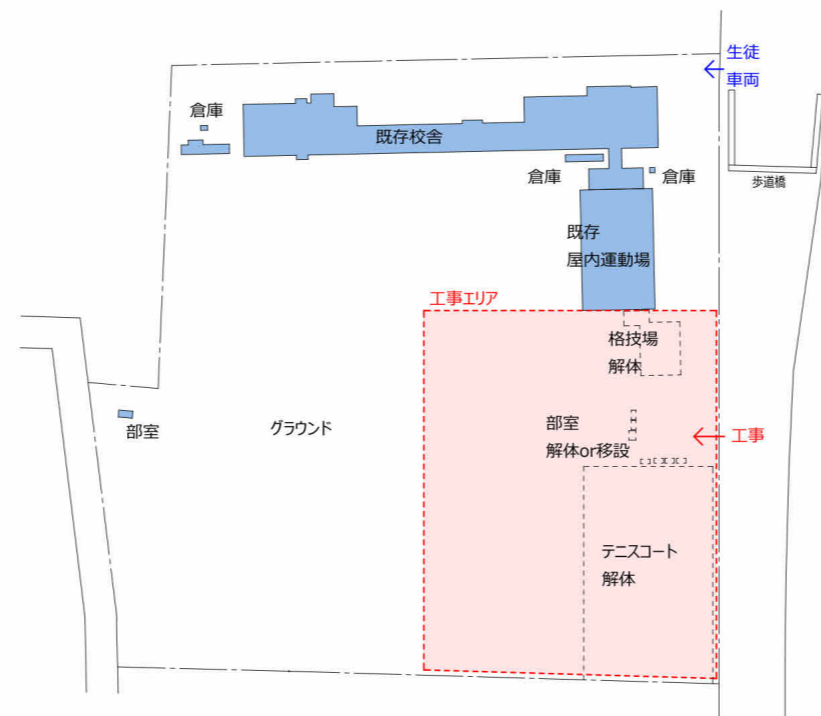 生徒
車両
倉庫
既存校舎
倉庫
倉庫
歩道橋
既存
屋内運動場
工事エリア
格技場
解体
部室
グラウンド
部室
解体or移設
工事
テニスコート
解体